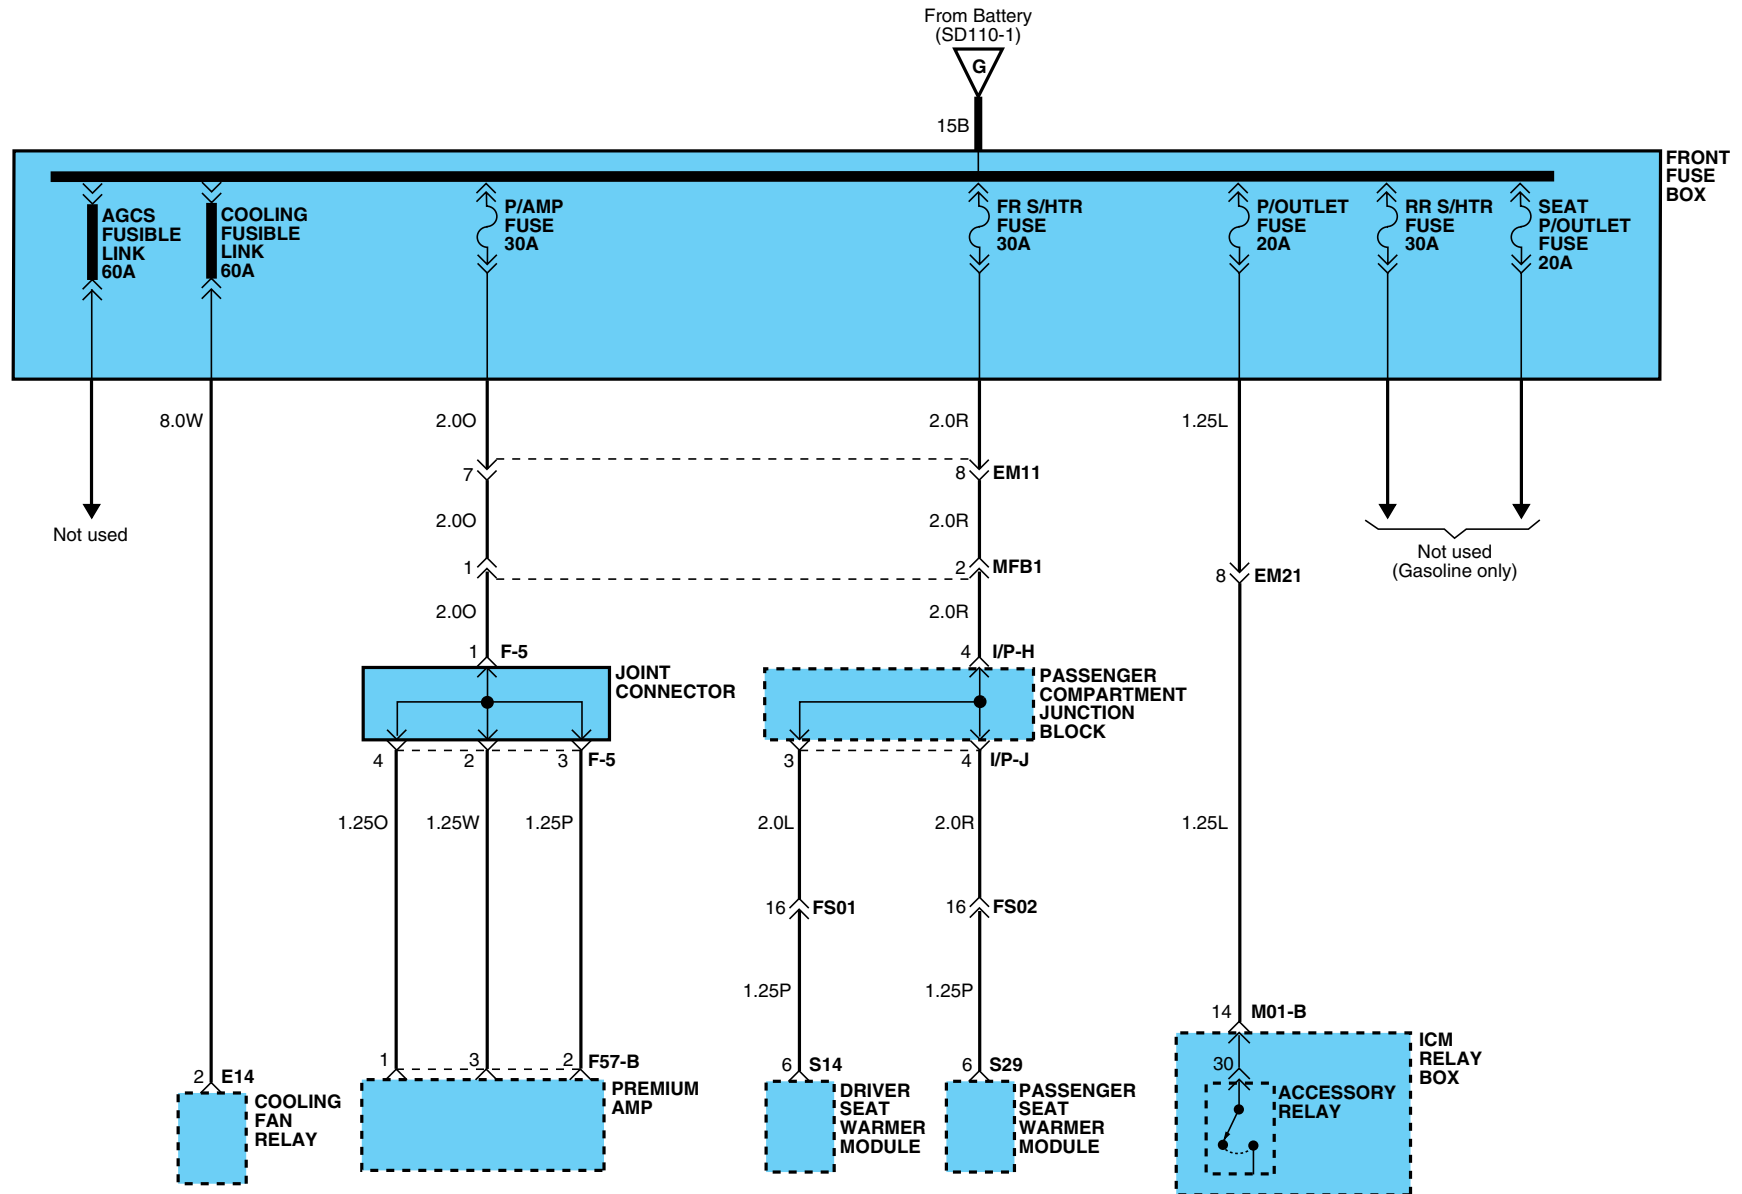 From Battery
(SD110-1)
G
15B
FRONT
FUSE
BOX
AGCS
FUSIBLE
LINK
60A
COOLING
FUSIBLE
LINK
60A
P/AMP
FUSE
30A
FR S/HTR
FUSE
30A
P/OUTLET
FUSE
20A
RR S/HTR
FUSE
30A
SEAT
P/OUTLET
FUSE
20A
8.0W
2.0O
2.0R
1.25L
7
8
EM11
Not used
2.0O
2.0R
Not used
(Gasoline only)
1
2
MFB1
8
EM21
2.0O
2.0R
1
F-5
4
I/P-H
JOINT
CONNECTOR
PASSENGER
COMPARTMENT
JUNCTION
BLOCK
4
2
3
F-5
3
4
I/P-J
1.25O
1.25W
1.25P
2.0L
2.0R
1.25L
16
FS01
16
FS02
1.25P
1.25P
14
M01-B
2
E14
1
3
2
F57-B
6
S14
6
S29
30
ICM
RELAY
BOX
COOLING
FAN
RELAY
PREMIUM
AMP
DRIVER
SEAT
WARMER
MODULE
PASSENGER
SEAT
WARMER
MODULE
ACCESSORY
RELAY